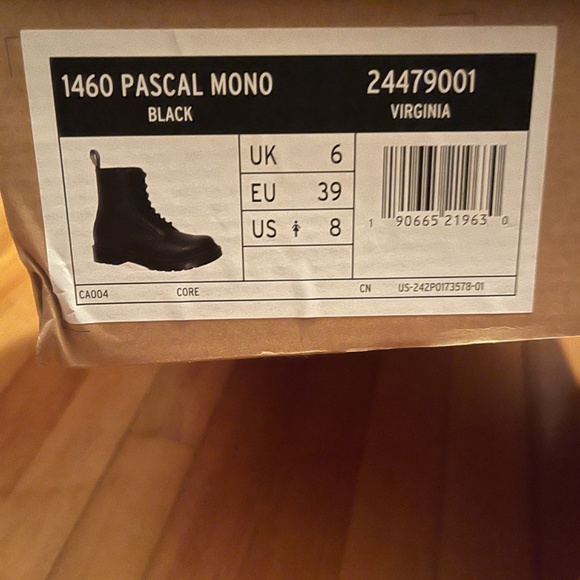 1460 PASCAL MONO
BLACK
24479001
VIRGINIA
UK 6
EU 39
US 8
1 90665 21963 0
CA004 CORE CN US-242P0173578-01